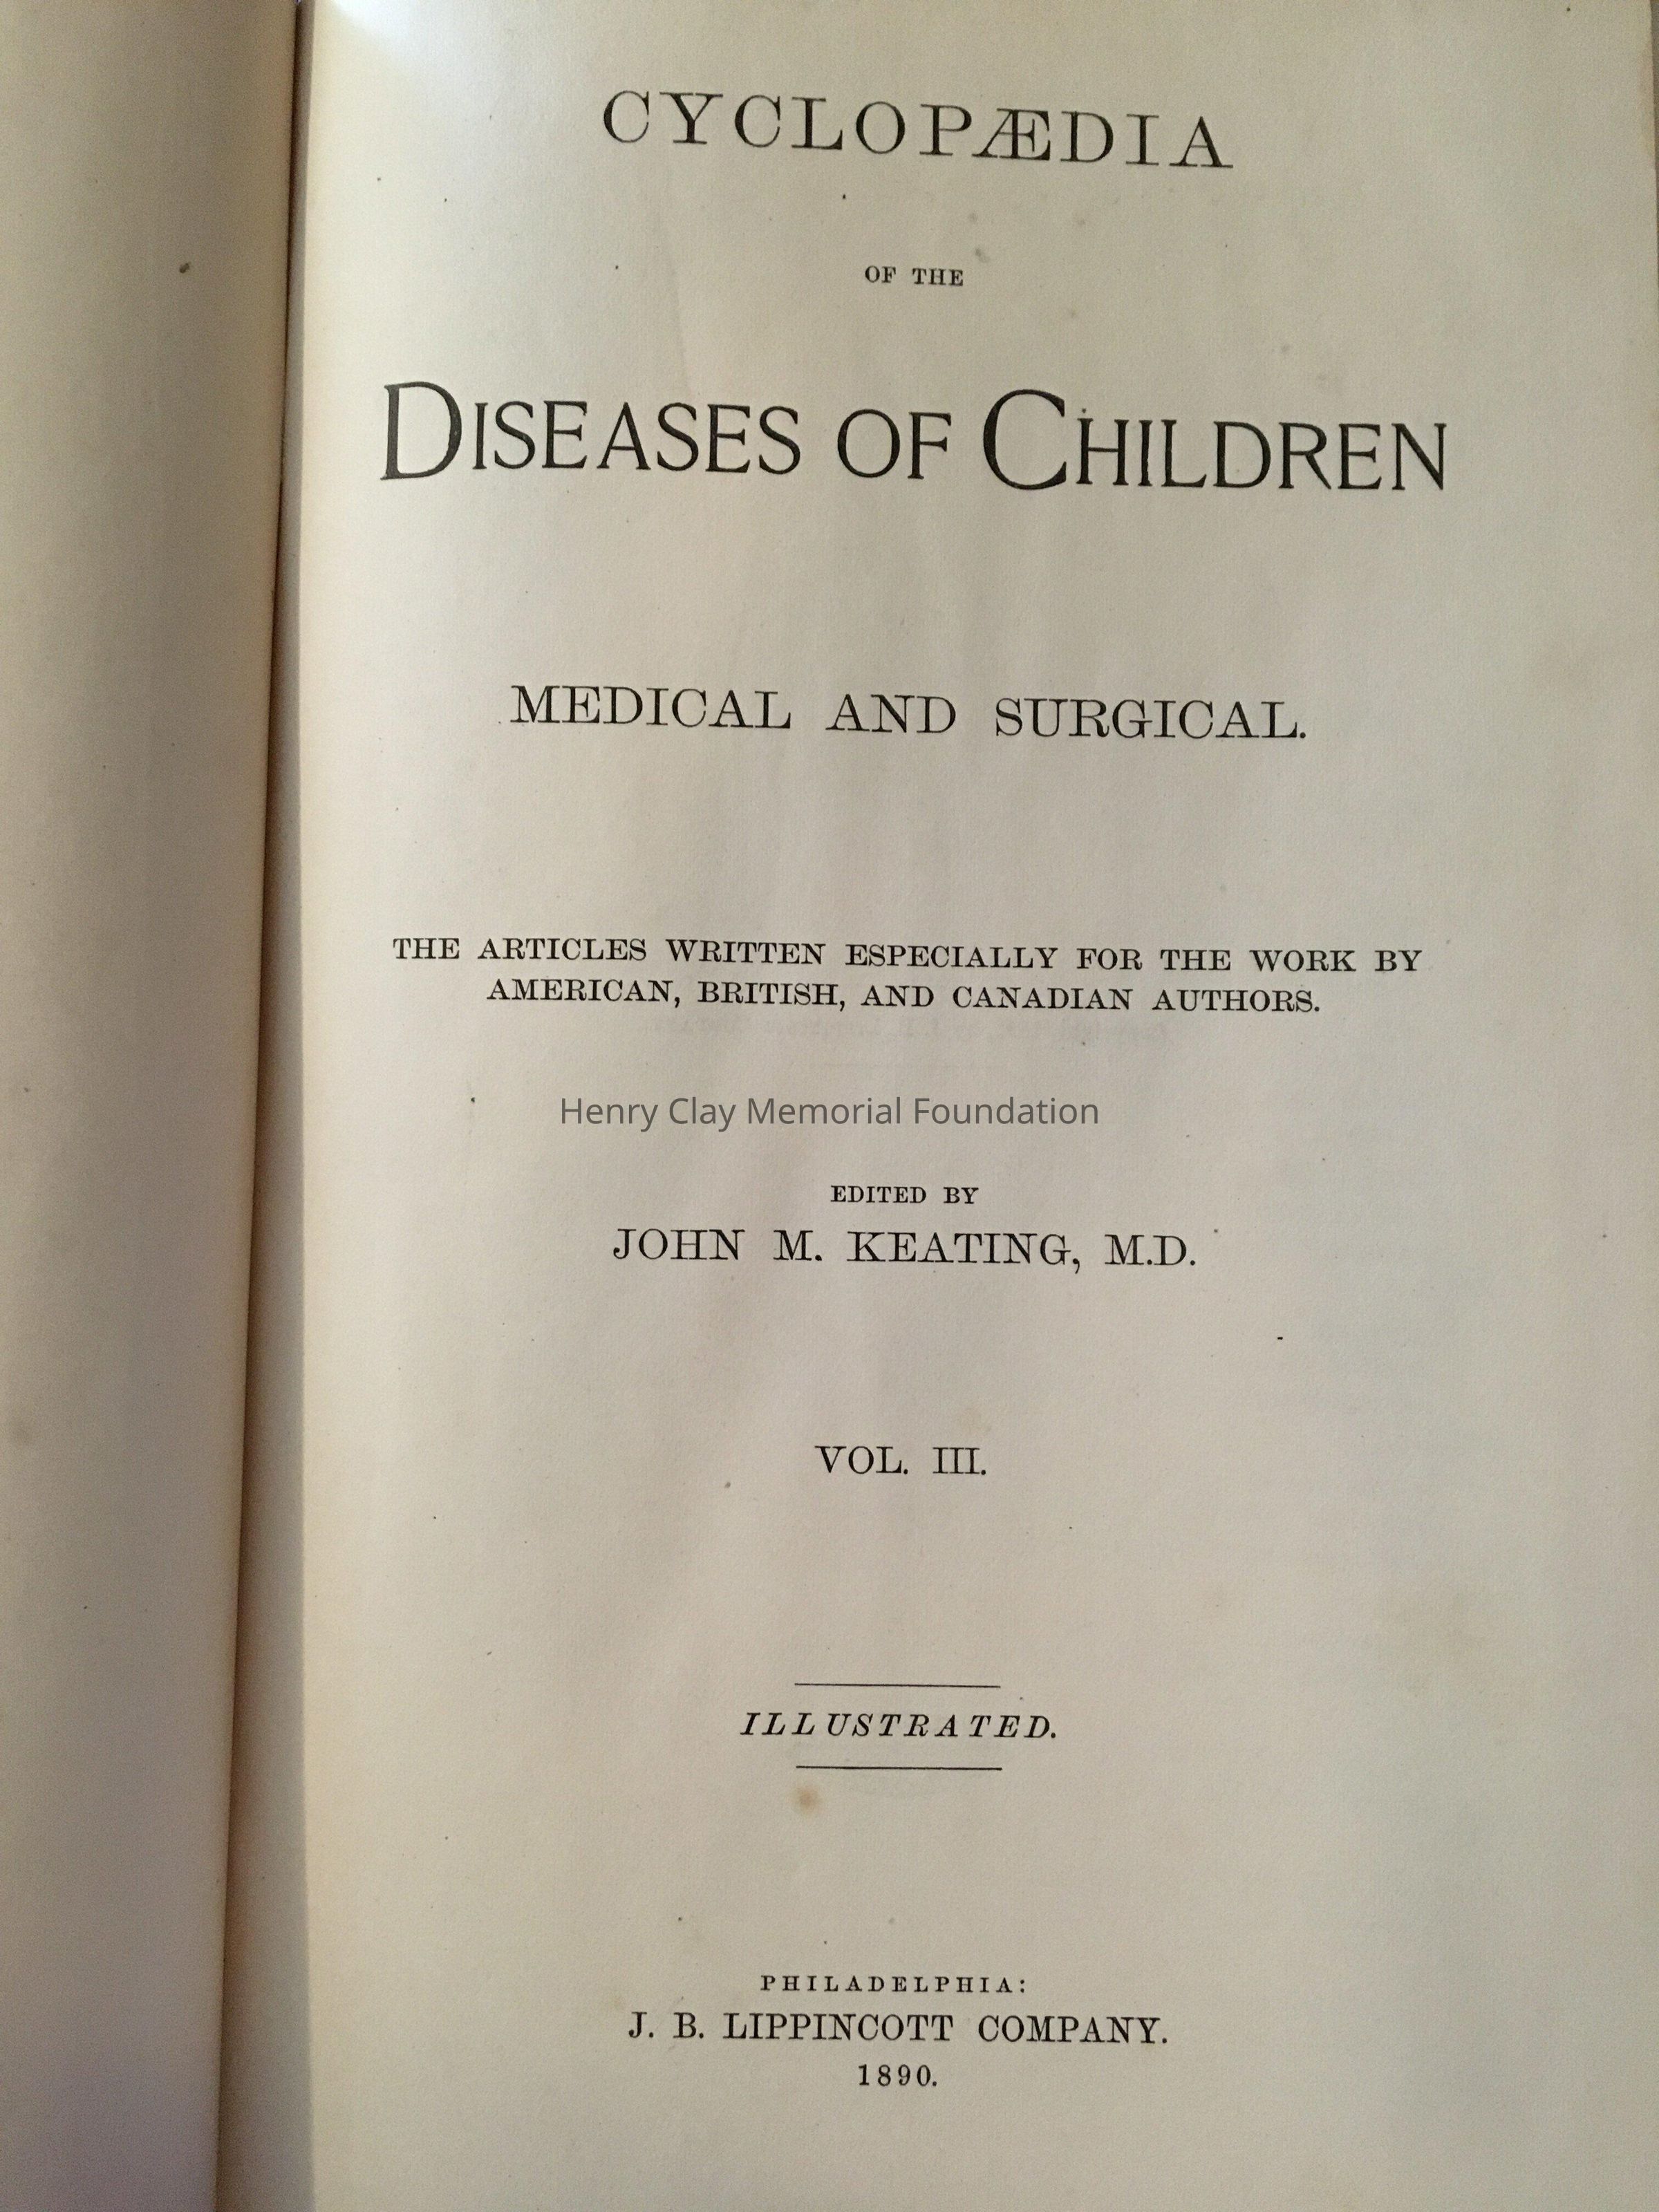 CYCLOPÆDIA
OF THE
DISEASES OF CHILDREN
MEDICAL AND SURGICAL.
THE ARTICLES WRITTEN ESPECIALLY FOR THE WORK BY
AMERICAN, BRITISH, AND CANADIAN AUTHORS.
Henry Clay Memorial Foundation
EDITED BY
JOHN M. KEATING, M.D.
VOL. III.
ILLUSTRATED.
PHILADELPHIA:
J. B. LIPPINCOTT COMPANY.
1890.